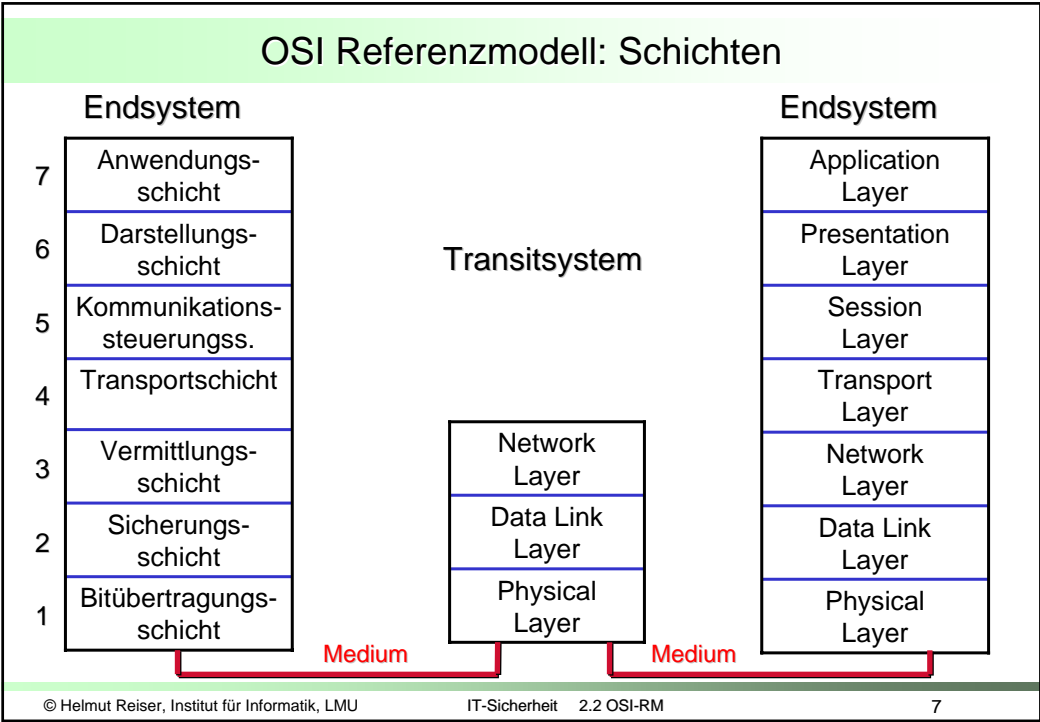 OSI Referenzmodell: Schichten
Endsystem
Endsystem
7
Anwendungs-
schicht
6
Darstellungs-
schicht
5
Kommunikations-
steuerungss.
4
Transportschicht
3
Vermittlungs-
schicht
2
Sicherungs-
schicht
1
Bitübertragungs-
schicht
Transitsystem
Network
Layer
Data Link
Layer
Physical
Layer
Application
Layer
Presentation
Layer
Session
Layer
Transport
Layer
Network
Layer
Data Link
Layer
Physical
Layer
Medium
Medium
© Helmut Reiser, Institut für Informatik, LMU
IT-Sicherheit 2.2 OSI-RM
7